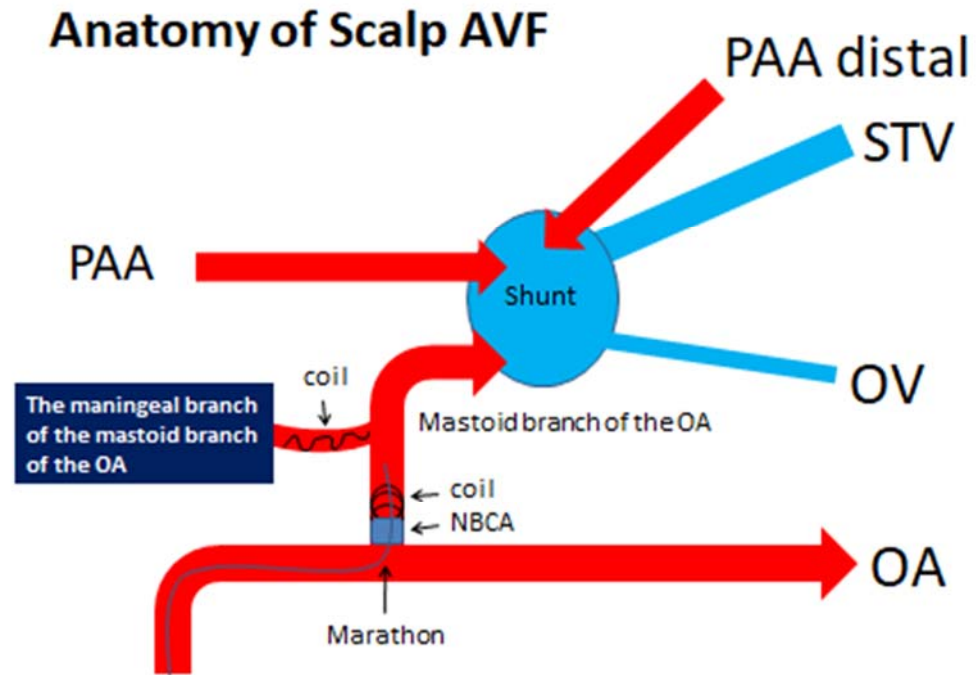 Anatomy of Scalp AVF
PAA distal
STV
PAA
Shunt
OV
coil
The maningeal branch
of the mastoid branch
of the OA
Mastoid branch of the OA
coil
NBCA
OA
Marathon